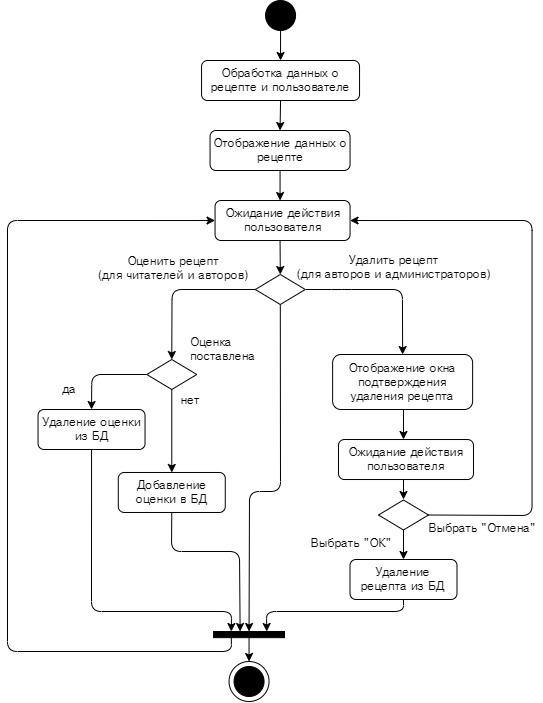 Обработка данных о
рецепте и пользователе
Отображение данных о
рецепте
Ожидание действия
пользователя
Оценить рецепт
(для читателей и авторов)
Удалить рецепт
(для авторов и администраторов)
Оценка
поставлена
да
нет
Удаление оценки
из БД
Добавление
оценки в БД
Отображение окна
подтверждения
удаления рецепта
Ожидание действия
пользователя
Выбрать "Отмена"
Выбрать "ОК"
Удаление
рецепта из БД